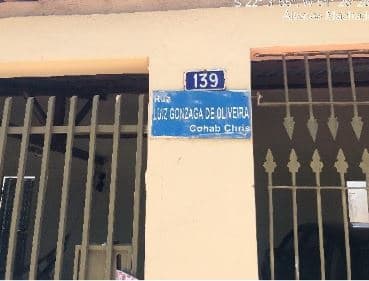 139
Rua
LUIZ GONZAGA DE OLIVEIRA
Cohab Chris